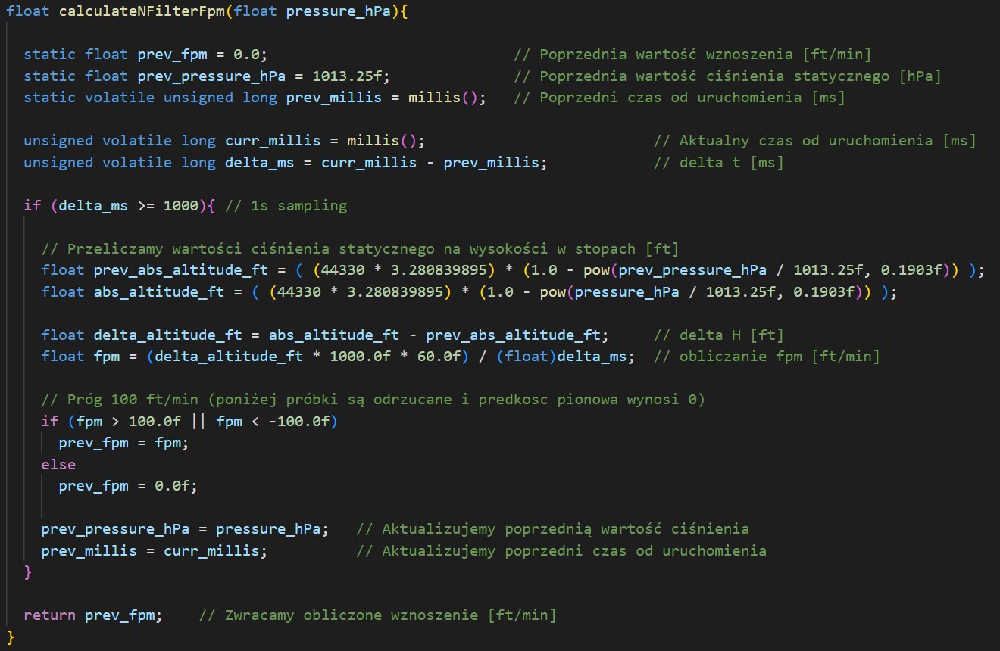 float calculateNFilterFpm(float pressure_hPa){
static float prev_fpm = 0.0; // Poprzednia wartość wznoszenia [ft/min]
static float prev_pressure_hPa = 1013.25f; // Poprzednia wartość ciśnienia statycznego [hPa]
static volatile unsigned long prev_millis = millis(); // Poprzedni czas od uruchomienia [ms]
unsigned volatile long curr_millis = millis(); // Aktualny czas od uruchomienia [ms]
unsigned volatile long delta_ms = curr_millis - prev_millis; // delta t [ms]
if (delta_ms >= 1000){ // 1s sampling
// Przeliczamy wartości ciśnienia statycznego na wysokości w stopach [ft]
float prev_abs_altitude_ft = ( (44330 * 3.280839895) * (1.0 - pow(prev_pressure_hPa / 1013.25f, 0.1903f)) );
float abs_altitude_ft = ( (44330 * 3.280839895) * (1.0 - pow(pressure_hPa / 1013.25f, 0.1903f)) );
float delta_altitude_ft = abs_altitude_ft - prev_abs_altitude_ft; // delta H [ft]
float fpm = (delta_altitude_ft * 1000.0f * 60.0f) / (float)delta_ms; // obliczanie fpm [ft/min]
// Próg 100 ft/min (poniżej próbki są odrzucane i predkosc pionowa wynosi 0)
if (fpm > 100.0f || fpm < -100.0f)
prev_fpm = fpm;
else
prev_fpm = 0.0f;
prev_pressure_hPa = pressure_hPa; // Aktualizujemy poprzednią wartość ciśnienia
prev_millis = curr_millis; // Aktualizujemy poprzedni czas od uruchomienia
}
return prev_fpm; // Zwracamy obliczone wznoszenie [ft/min]
}